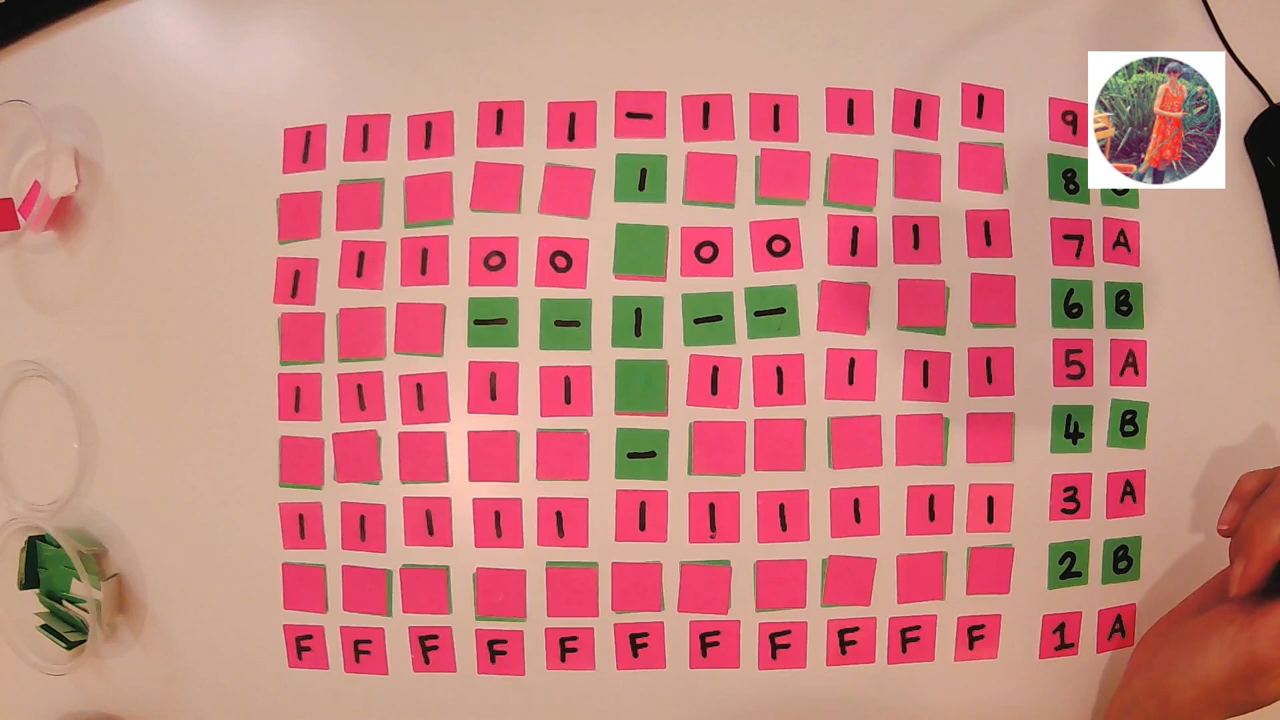 | | | | | — | | | | | 9
| 8
| | | O O O O | | | 7 A
— — | — — 6 B
| | | | | | | | | | 5 A
— 4 B
| | | | | | | | | | | 3 A
2 B
F F F F F F F F F F F 1 A